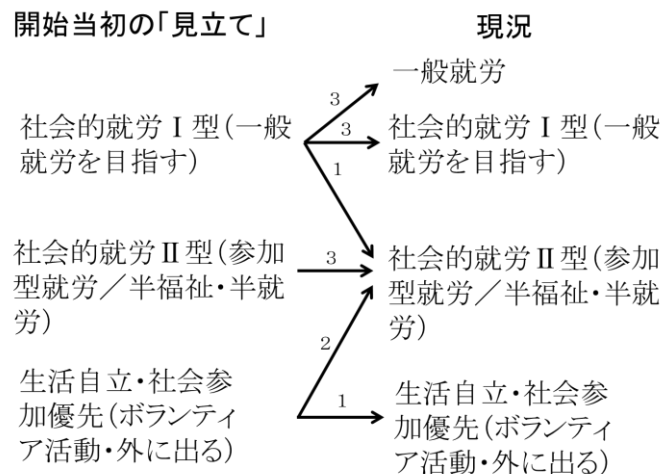 開始当初の「見立て」
現況
一般就労
3
社会的就労Ⅰ型(一般
就労を目指す)
3
社会的就労Ⅰ型(一般
就労を目指す)
1
社会的就労Ⅱ型(参加
型就労/半福祉・半就
労)
3
社会的就労Ⅱ型(参加
型就労/半福祉・半就
労)
2
生活自立・社会参
加優先(ボランティ
ア活動・外に出る)
1
生活自立・社会参
加優先(ボランティ
ア活動・外に出る)